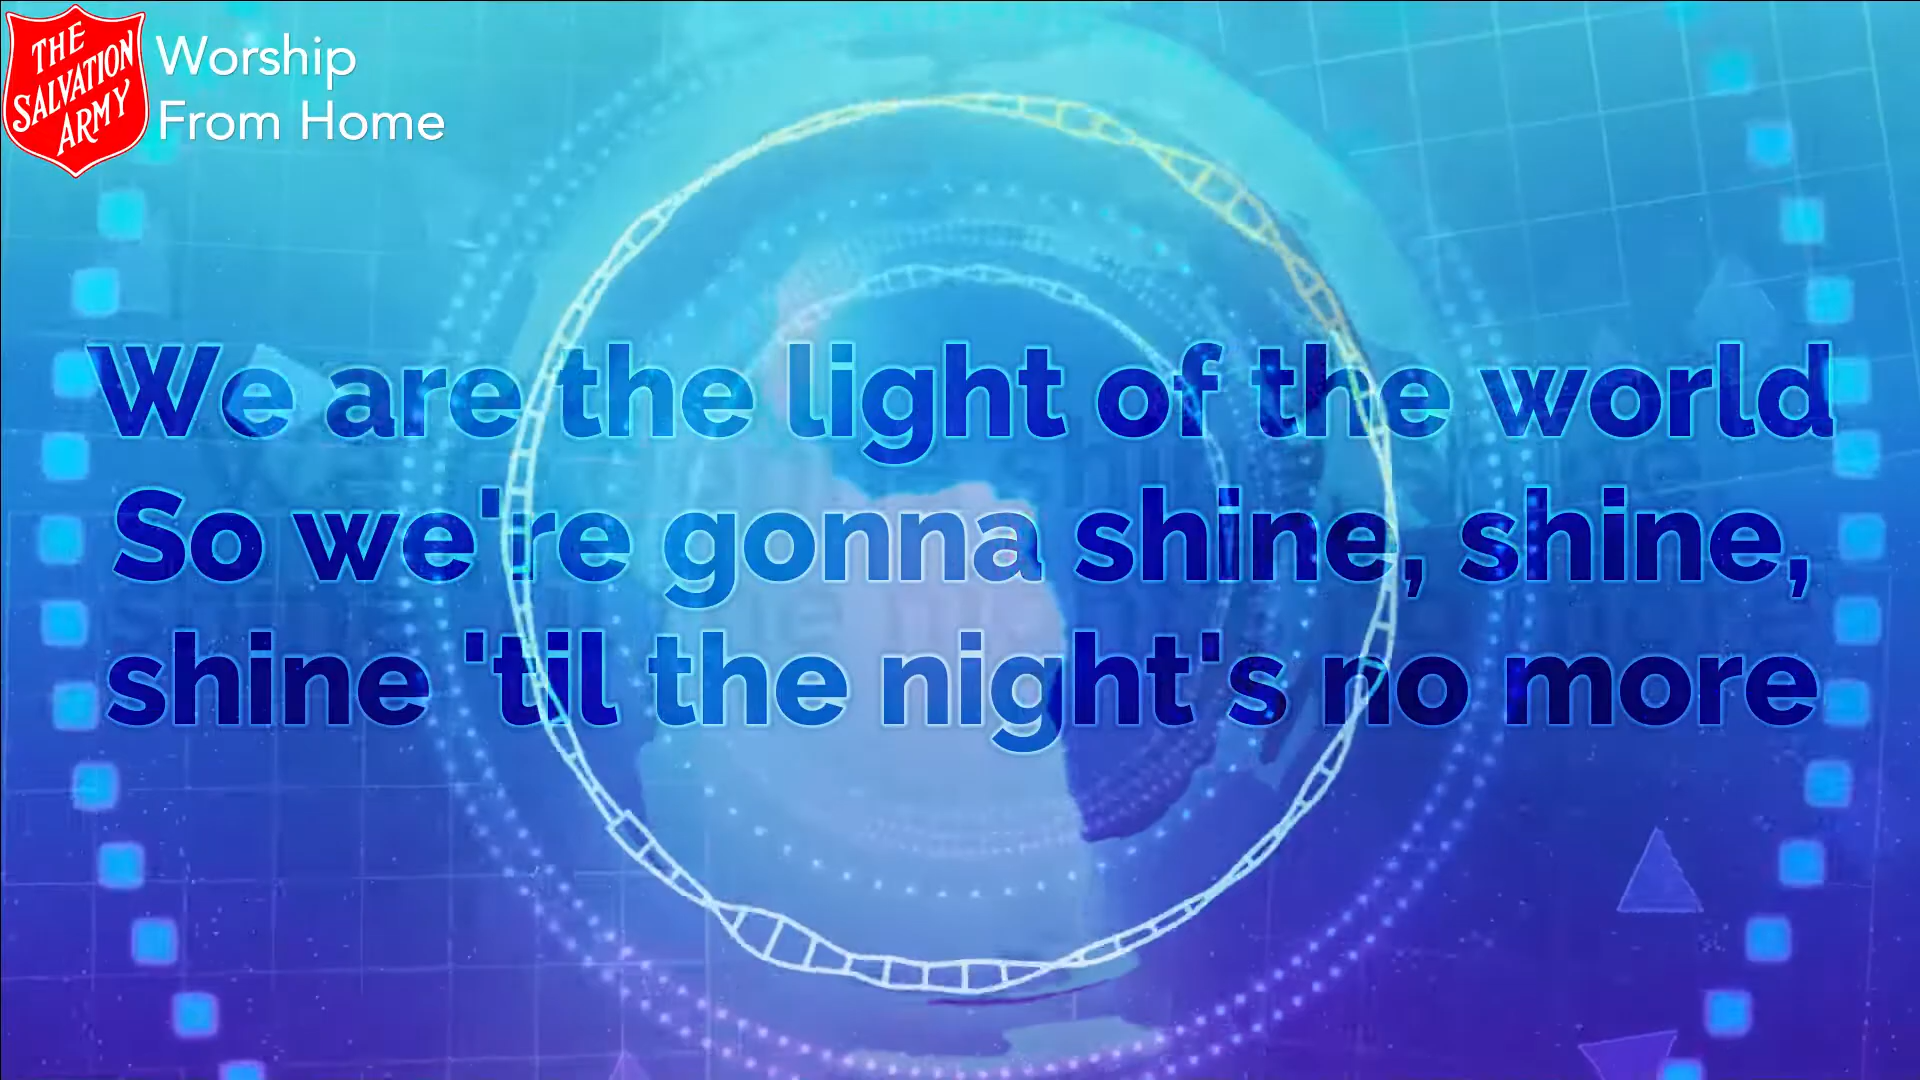 THE
SALVATION
ARMY
Worship
From Home
We are the light of the world
So we're gonna shine, shine,
shine 'til the night's no more